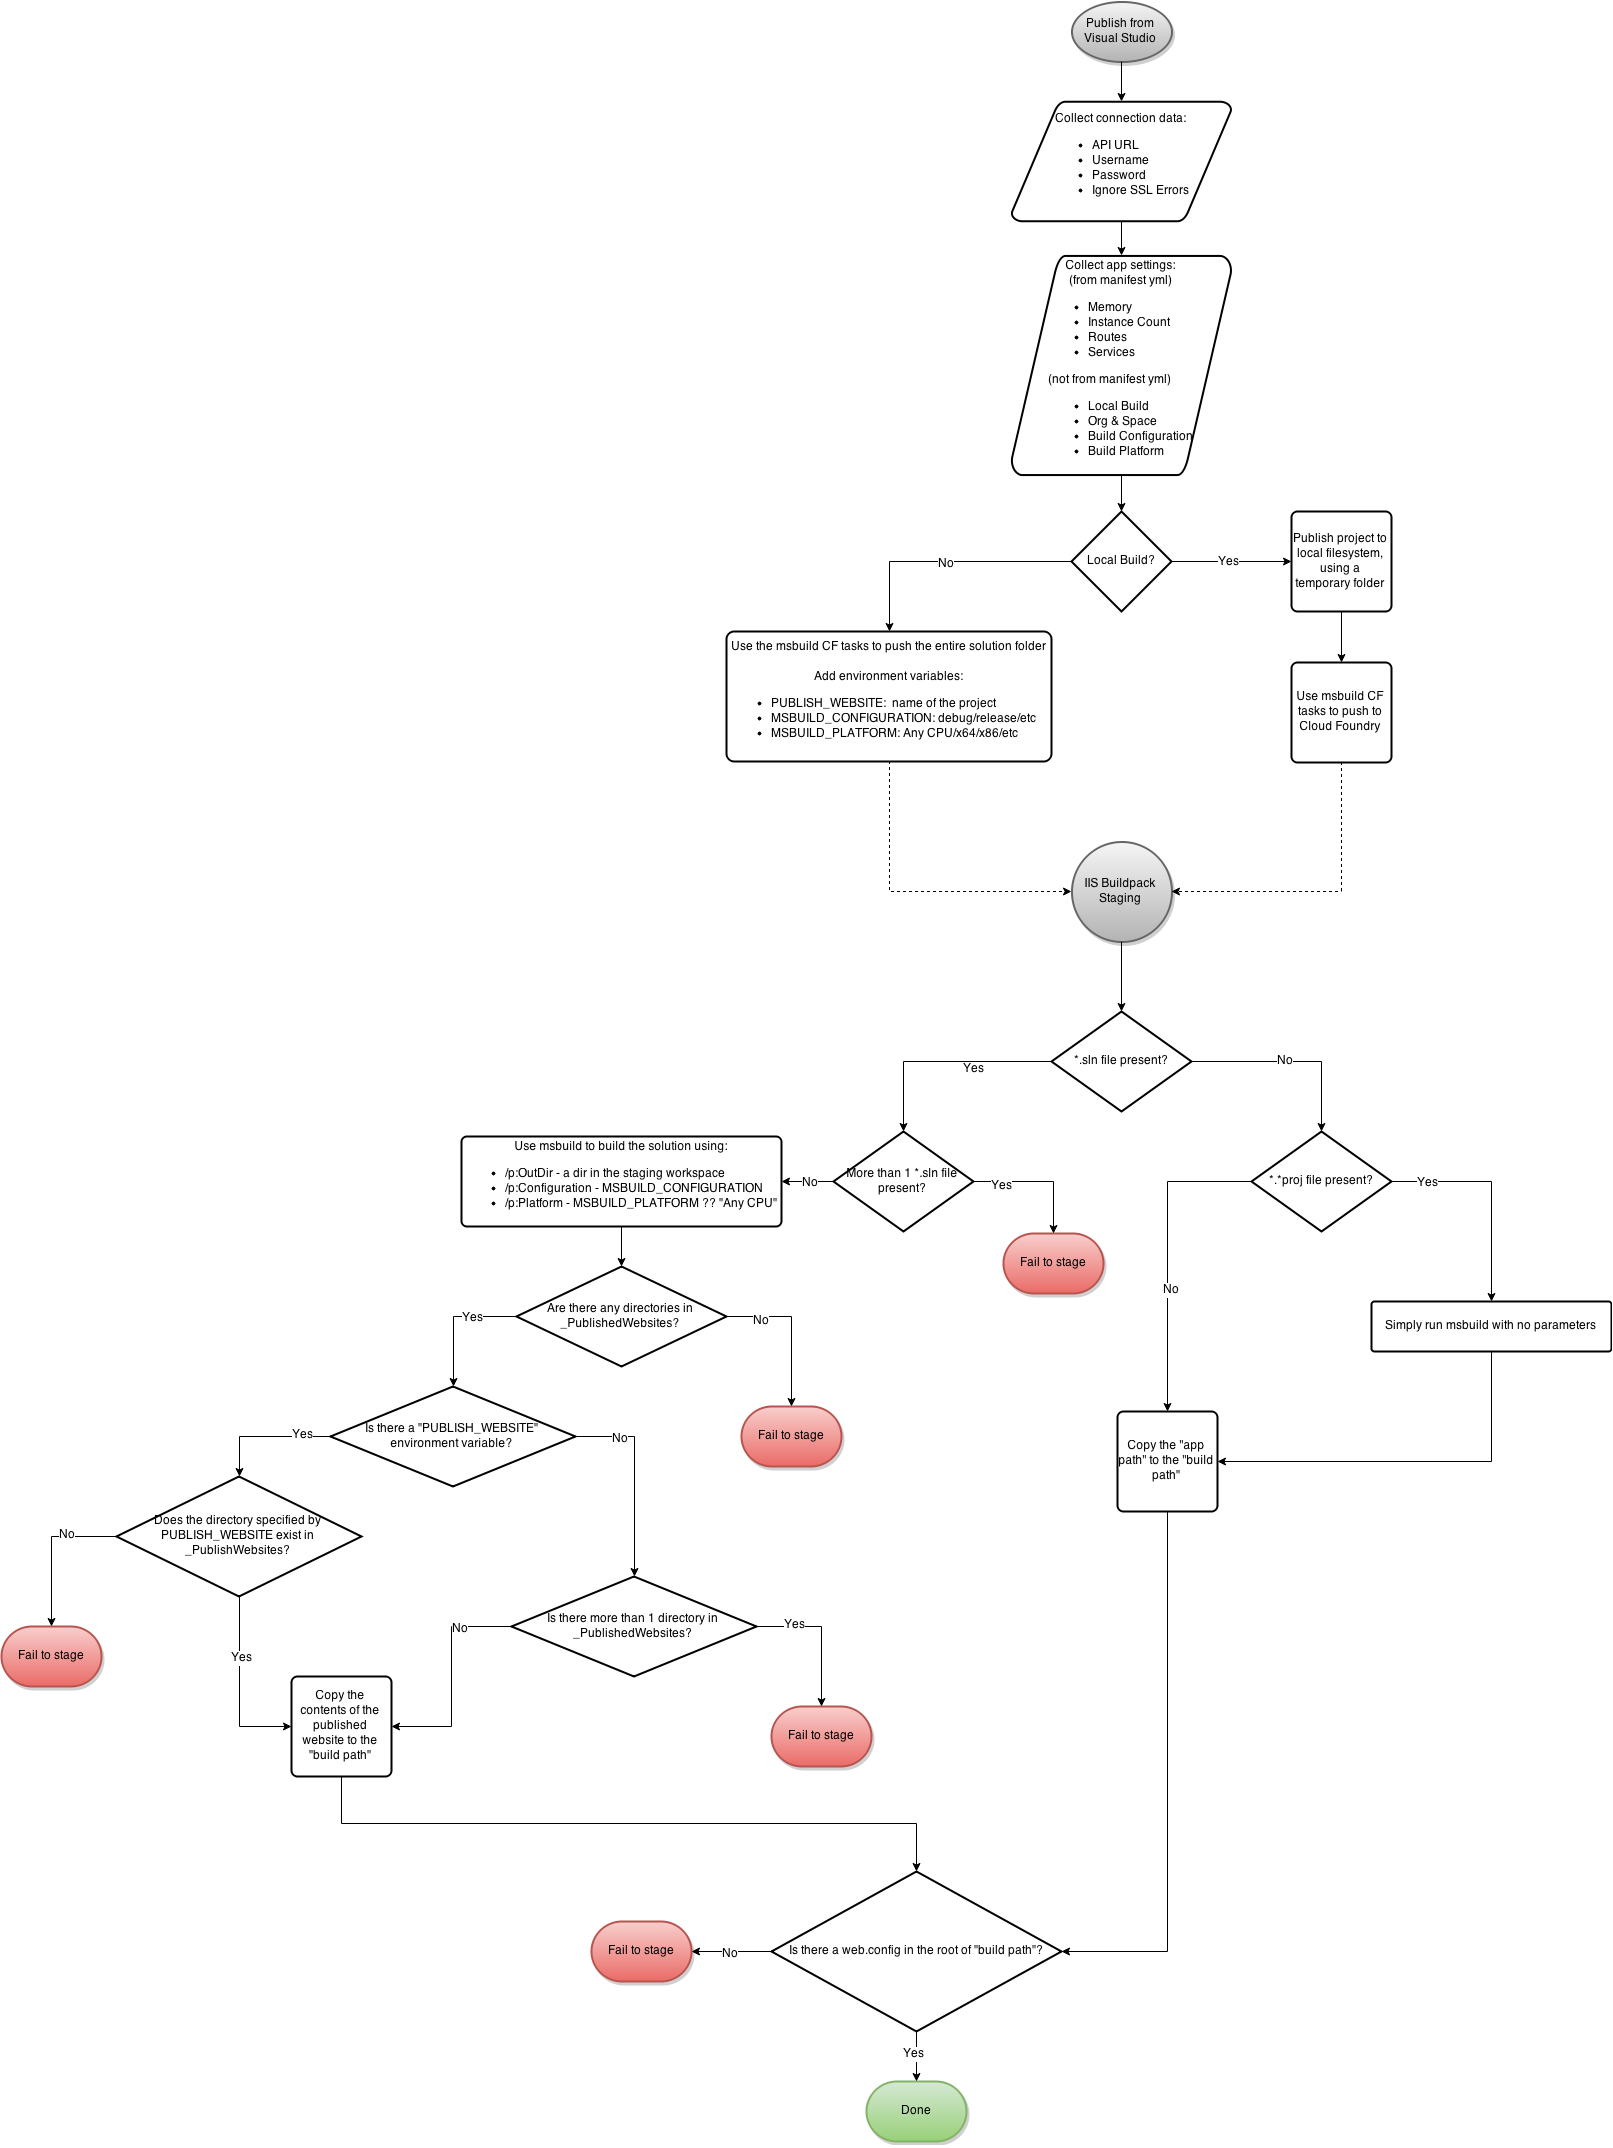 Publish from
Visual Studio
Collect connection data:
• API URL
• Username
• Password
• Ignore SSL Errors
Collect app settings:
(from manifest yml)
• Memory
• Instance Count
• Routes
• Services
(not from manifest yml)
• Local Build
• Org & Space
• Build Configuration
• Build Platform
Local Build?
No
Yes
Publish project to
local filesystem,
using a
temporary folder
Use the msbuild CF tasks to push the entire solution folder
Add environment variables:
• PUBLISH_WEBSITE: name of the project
• MSBUILD_CONFIGURATION: debug/release/etc
• MSBUILD_PLATFORM: Any CPU/x64/x86/etc
Use msbuild CF
tasks to push to
Cloud Foundry
IIS Buildpack
Staging
*.sln file present?
Yes
No
Use msbuild to build the solution using:
• /p:OutDir - a dir in the staging workspace
• /p:Configuration - MSBUILD_CONFIGURATION
• /p:Platform - MSBUILD_PLATFORM ?? "Any CPU"
No
More than 1 *.sln file
present?
Yes
Fail to stage
*.*proj file present?
Yes
No
Simply run msbuild with no parameters
Are there any directories in
_PublishedWebsites?
Yes
No
Fail to stage
Is there a "PUBLISH_WEBSITE"
environment variable?
Yes
No
Copy the "app
path" to the "build
path"
Does the directory specified by
PUBLISH_WEBSITE exist in
_PublishWebsites?
No
Yes
Fail to stage
Is there more than 1 directory in
_PublishedWebsites?
No
Yes
Fail to stage
Copy the
contents of the
published
website to the
"build path"
Is there a web.config in the root of "build path"?
No
Fail to stage
Yes
Done